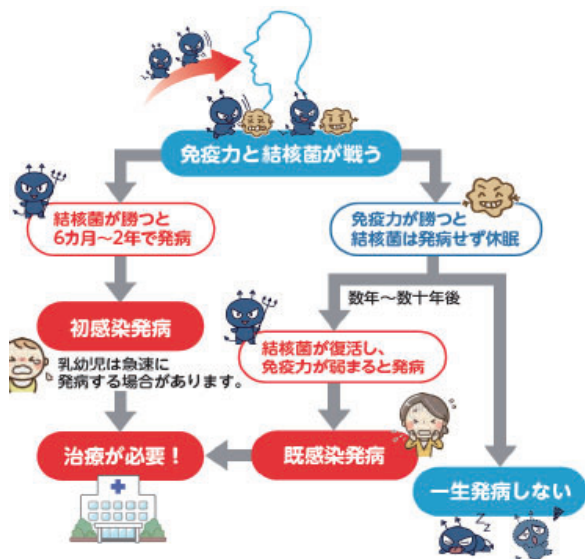 免疫力と結核菌が戦う
結核菌が勝つと
6カ月～2年で発病
免疫力が勝つと
結核菌は発病せず休眠
数年～数十年後
初感染発病
結核菌が復活し、
免疫力が弱まると発病
乳幼児は急速に
発病する場合があります。
治療が必要！
既感染発病
一生発病しない
zz